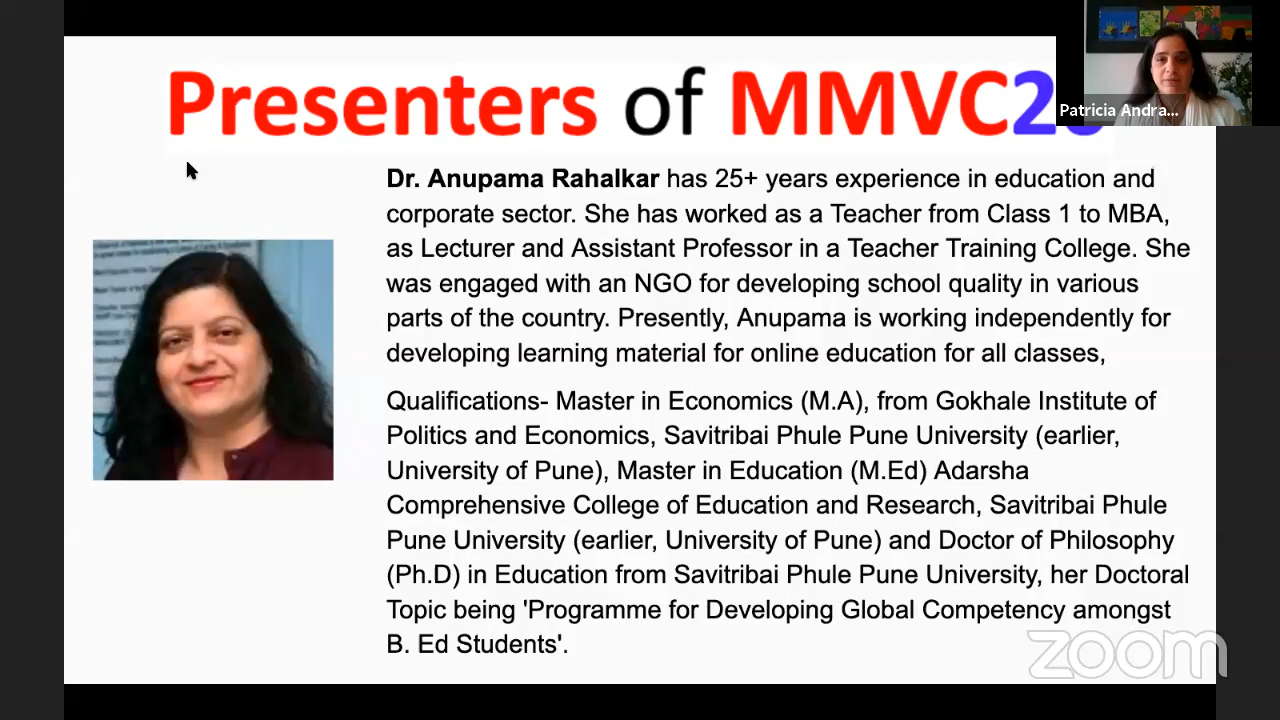 Presenters of MMVC2
Patricia Andra...
Dr. Anupama Rahalkar has 25+ years experience in education and
corporate sector. She has worked as a Teacher from Class 1 to MBA,
as Lecturer and Assistant Professor in a Teacher Training College. She
was engaged with an NGO for developing school quality in various
parts of the country. Presently, Anupama is working independently for
developing learning material for online education for all classes,
Qualifications- Master in Economics (M.A), from Gokhale Institute of
Politics and Economics, Savitribai Phule Pune University (earlier,
University of Pune), Master in Education (M.Ed) Adarsha
Comprehensive College of Education and Research, Savitribai Phule
Pune University (earlier, University of Pune) and Doctor of Philosophy
(Ph.D) in Education from Savitribai Phule Pune University, her Doctoral
Topic being 'Programme for Developing Global Competency amongst
B. Ed Students'.
zoom